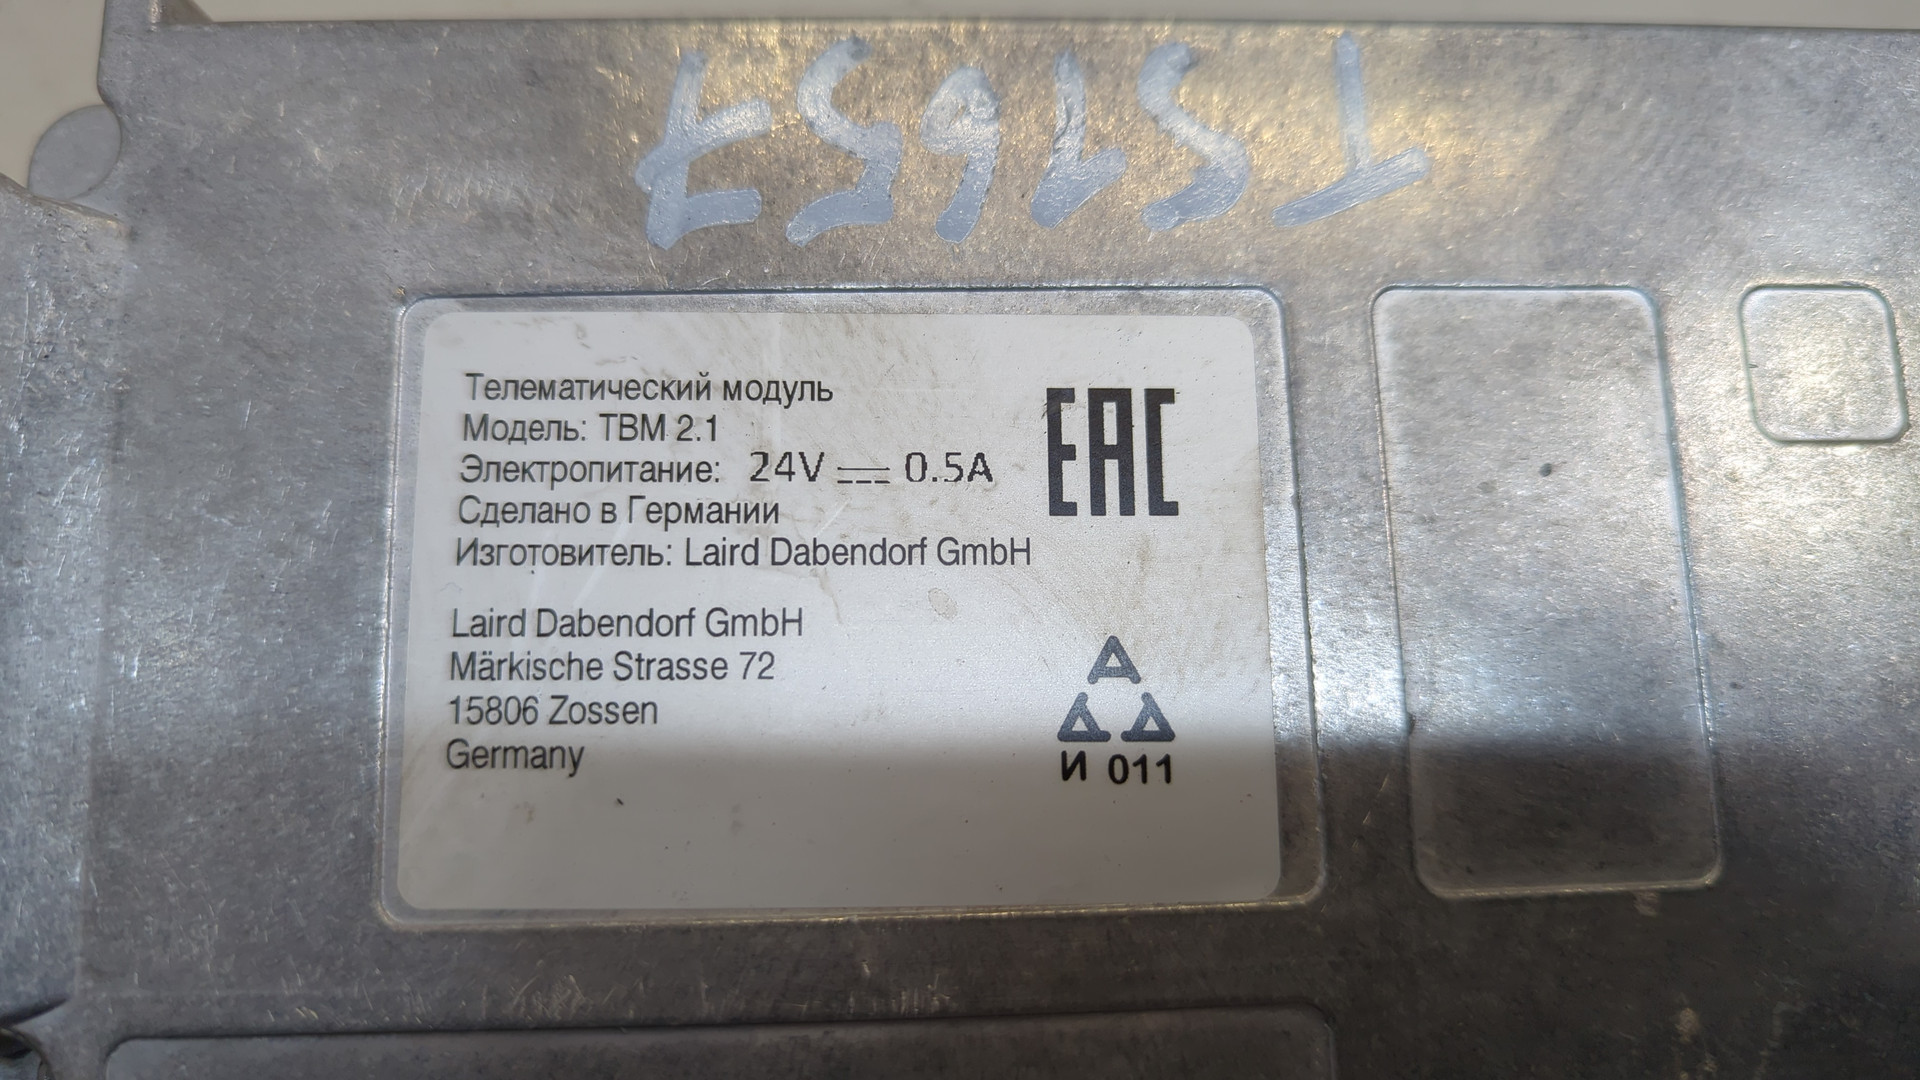 T51657
Телематический модуль
Модель: TBM 2.1
Электропитание: 24V ⎓ 0.5A
Сделано в Германии
Изготовитель: Laird Dabendorf GmbH
EAC
Laird Dabendorf GmbH
Märkische Strasse 72
15806 Zossen
Germany
И 011